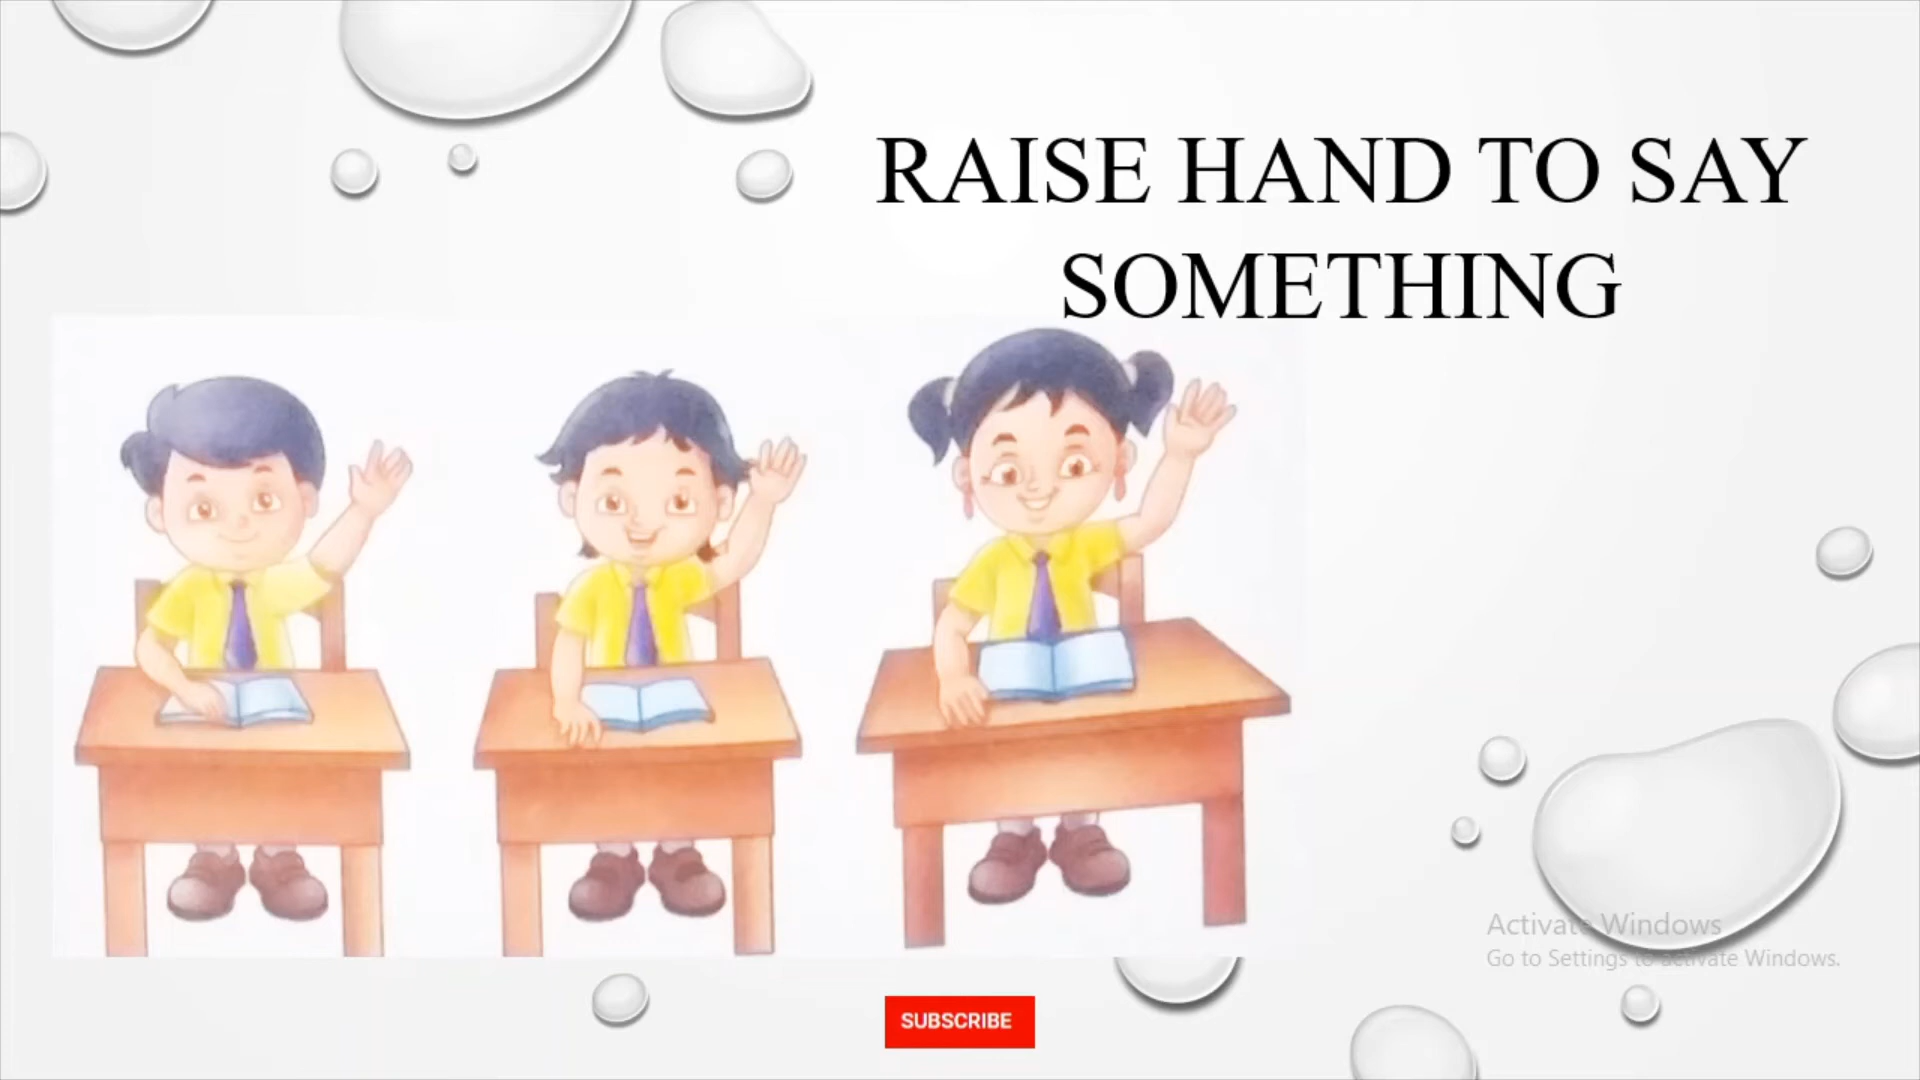 RAISE HAND TO SAY
SOMETHING
Activate Windows
Go to Settings to activate Windows.
SUBSCRIBE